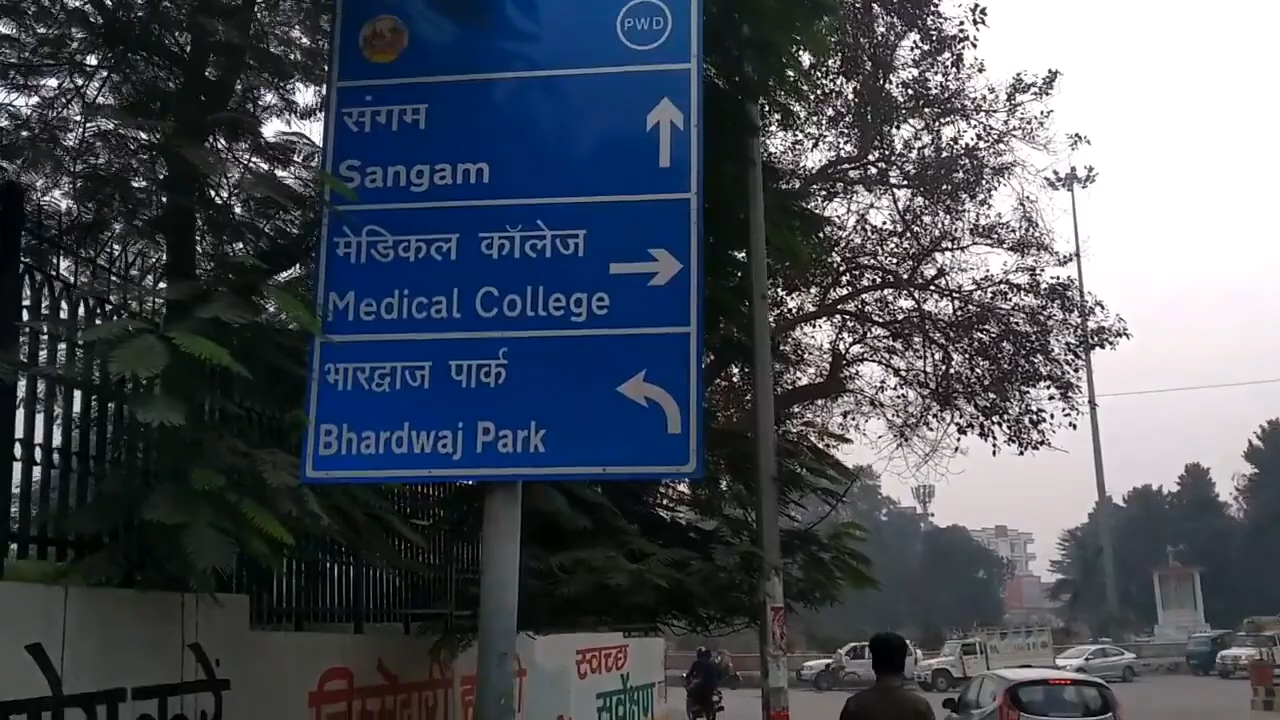 PWD
संगम
Sangam
मेडिकल कॉलेज
Medical College
भारद्वाज पार्क
Bhardwaj Park
स्वच्छ
सर्वेक्षण